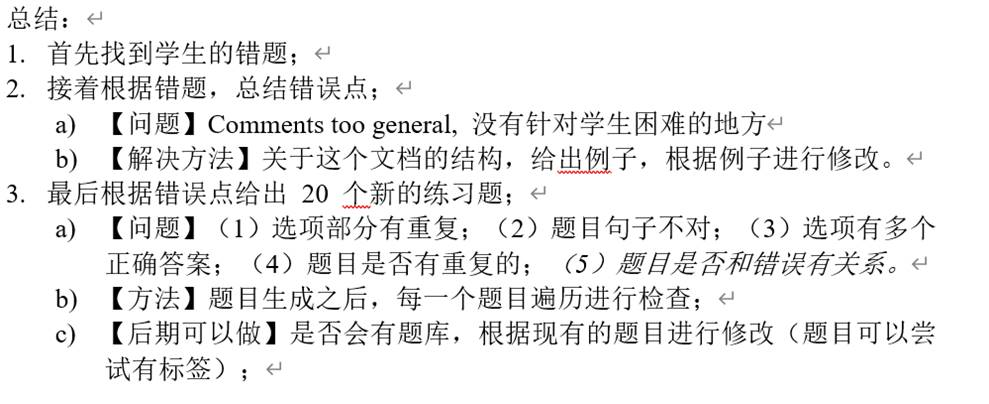 总结：
1. 首先找到学生的错题；
2. 接着根据错题，总结错误点；
a) 【问题】Comments too general, 没有针对学生困难的地方
b) 【解决方法】关于这个文档的结构，给出例子，根据例子进行修改。
3. 最后根据错误点给出 20 个新的练习题；
a) 【问题】（1）选项部分有重复；（2）题目句子不对；（3）选项有多个
正确答案；（4）题目是否有重复的；（5）题目是否和错误有关系。
b) 【方法】题目生成之后，每一个题目遍历进行检查；
c) 【后期可以做】是否会有题库，根据现有的题目进行修改（题目可以尝
试有标签）；